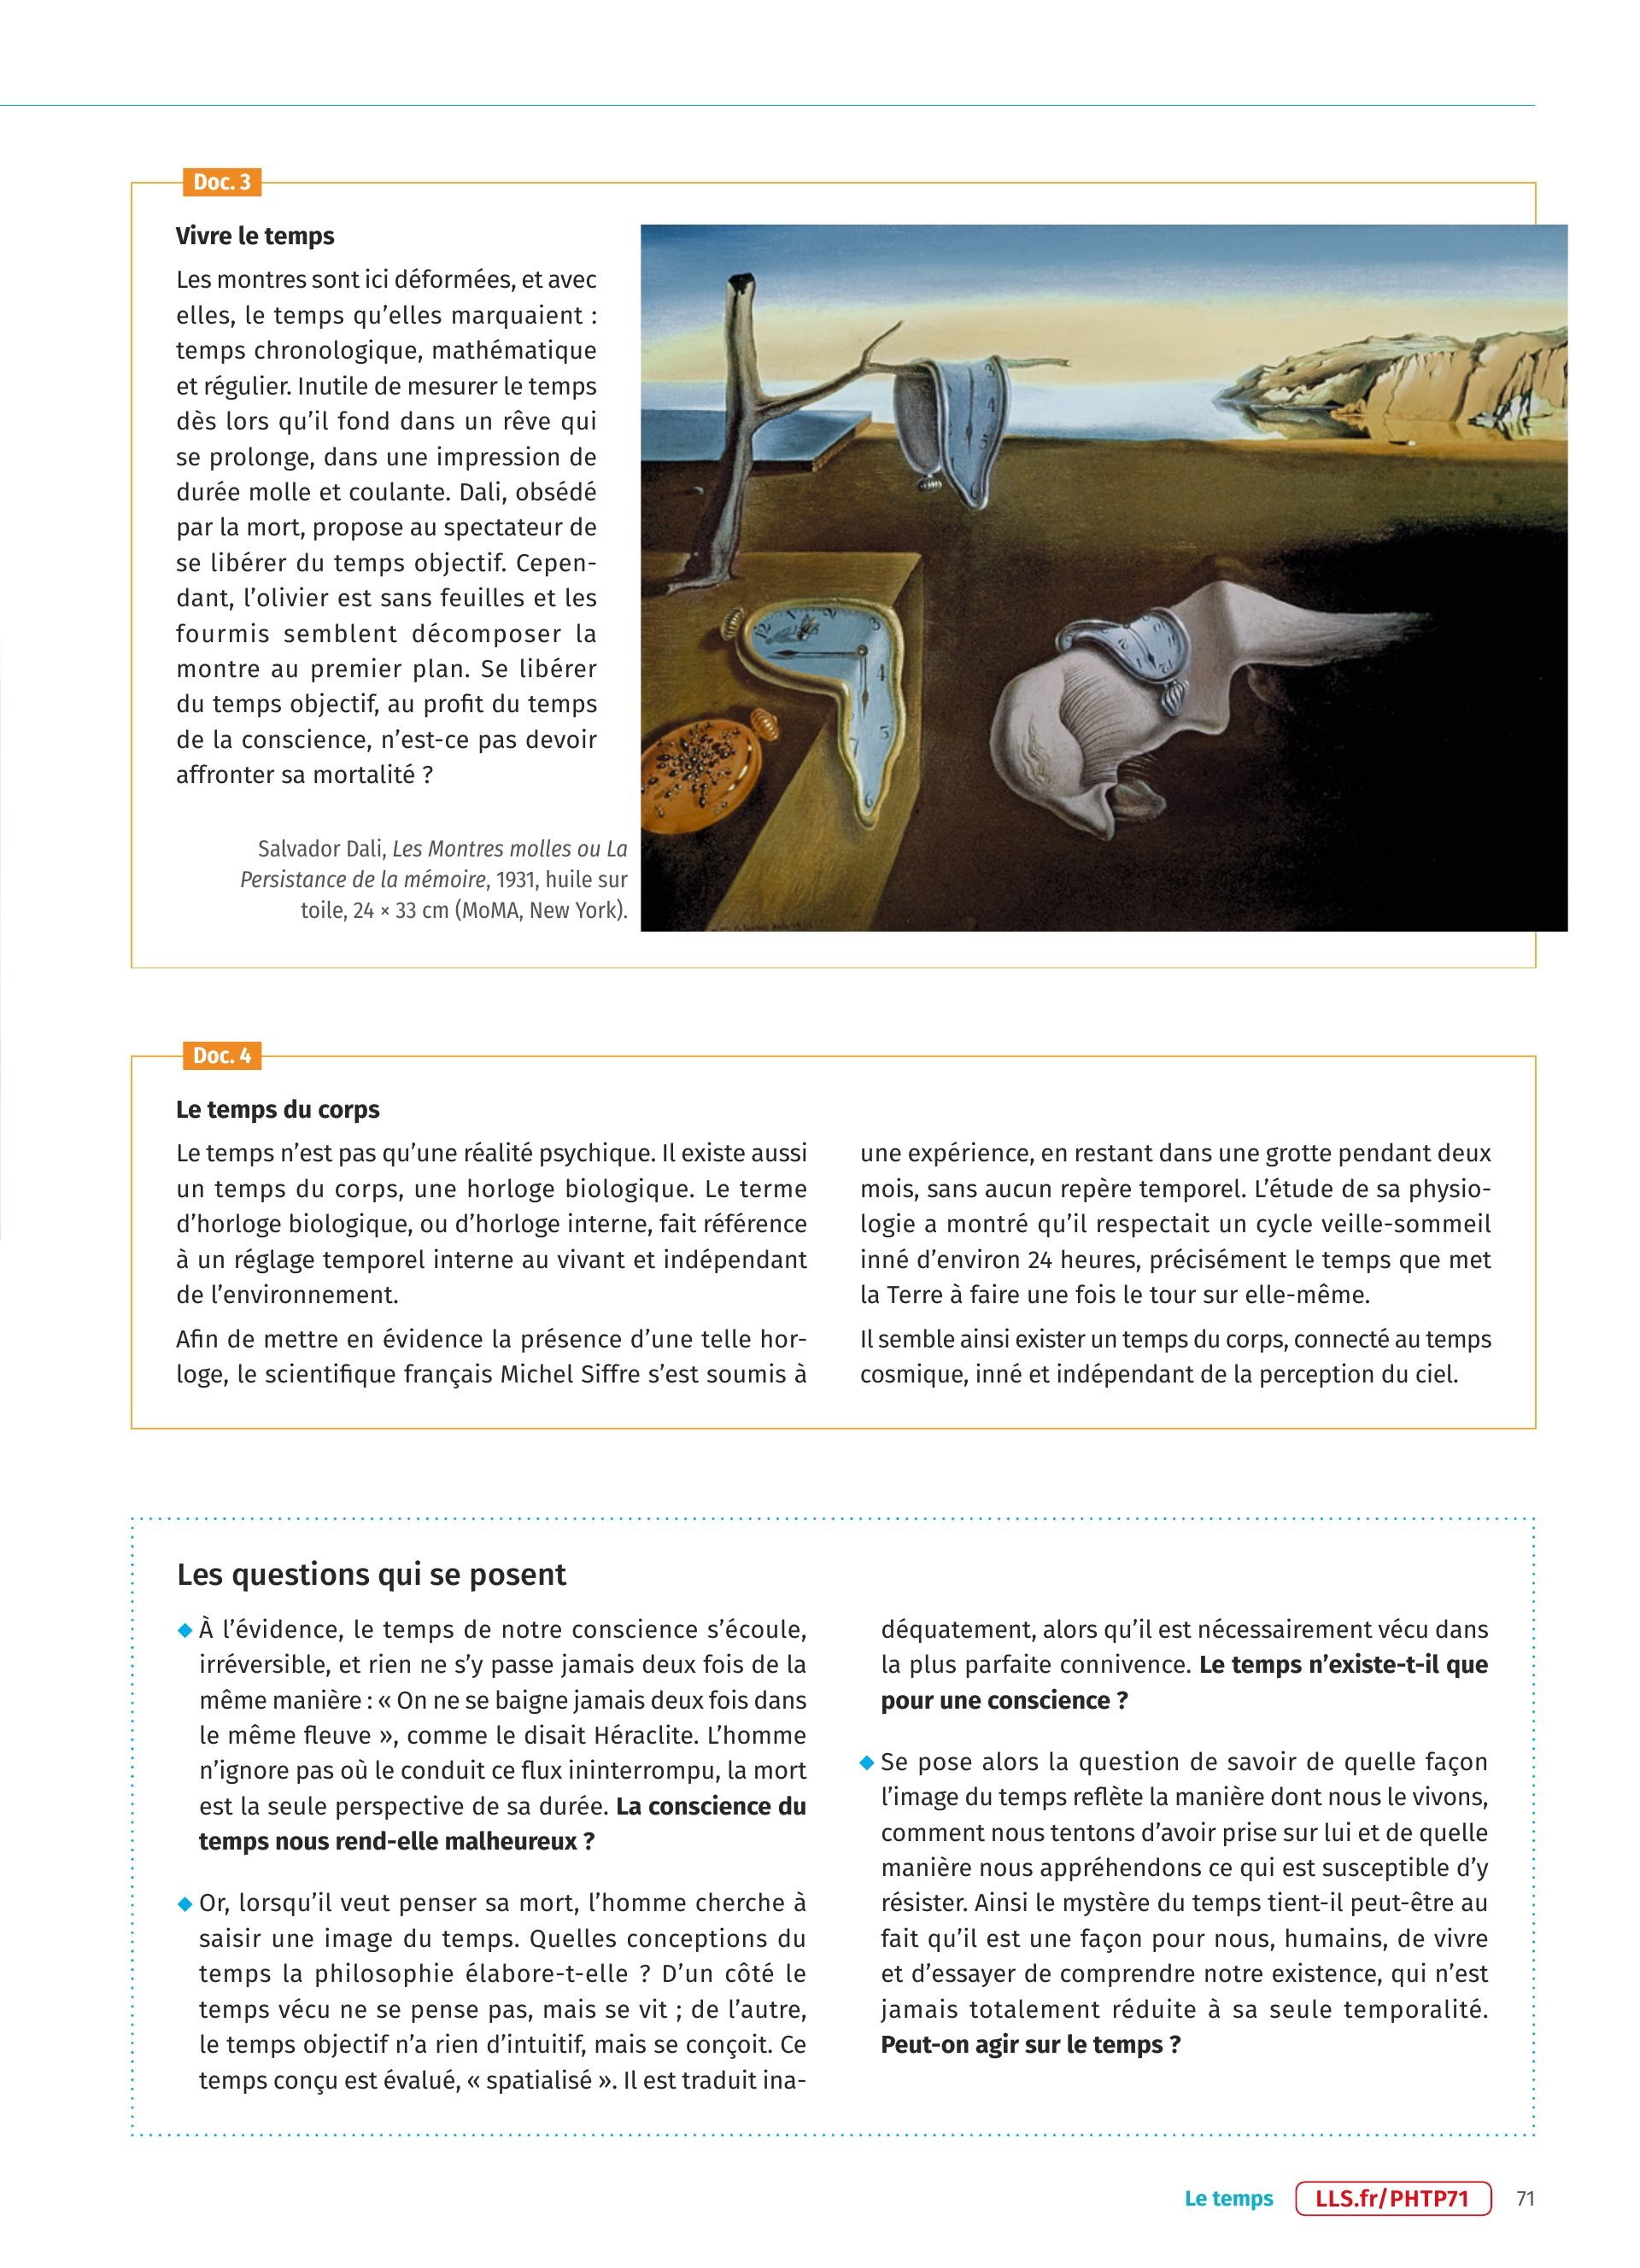 Doc. 3
Vivre le temps
Les montres sont ici déformées, et avec
elles, le temps qu'elles marquaient :
temps chronologique, mathématique
et régulier. Inutile de mesurer le temps
dès lors qu'il fond dans un rêve qui
se prolonge, dans une impression de
durée molle et coulante. Dali, obsédé
par la mort, propose au spectateur de
se libérer du temps objectif. Cepen-
dant, l'olivier est sans feuilles et les
fourmis semblent décomposer la
montre au premier plan. Se libérer
du temps objectif, au profit du temps
de la conscience, n'est-ce pas devoir
affronter sa mortalité ?
Salvador Dali, Les Montres molles ou La
Persistance de la mémoire, 1931, huile sur
toile, 24 × 33 cm (MoMA, New York).
Doc. 4
Le temps du corps
Le temps n'est pas qu'une réalité psychique. Il existe aussi
un temps du corps, une horloge biologique. Le terme
d'horloge biologique, ou d'horloge interne, fait référence
à un réglage temporel interne au vivant et indépendant
de l'environnement.
Afin de mettre en évidence la présence d'une telle hor-
loge, le scientifique français Michel Siffre s'est soumis à
une expérience, en restant dans une grotte pendant deux
mois, sans aucun repère temporel. L'étude de sa physio-
logie a montré qu'il respectait un cycle veille-sommeil
inné d'environ 24 heures, précisément le temps que met
la Terre à faire une fois le tour sur elle-même.
Il semble ainsi exister un temps du corps, connecté au temps
cosmique, inné et indépendant de la perception du ciel.
Les questions qui se posent
◆ À l'évidence, le temps de notre conscience s'écoule,
irréversible, et rien ne s'y passe jamais deux fois de la
même manière : « On ne se baigne jamais deux fois dans
le même fleuve », comme le disait Héraclite. L'homme
n'ignore pas où le conduit ce flux ininterrompu, la mort
est la seule perspective de sa durée. La conscience du
temps nous rend-elle malheureux ?
◆ Or, lorsqu'il veut penser sa mort, l'homme cherche à
saisir une image du temps. Quelles conceptions du
temps la philosophie élabore-t-elle ? D'un côté le
temps vécu ne se pense pas, mais se vit ; de l'autre,
le temps objectif n'a rien d'intuitif, mais se conçoit. Ce
temps conçu est évalué, « spatialisé ». Il est traduit ina-
déquatement, alors qu'il est nécessairement vécu dans
la plus parfaite connivence. Le temps n'existe-t-il que
pour une conscience ?
◆ Se pose alors la question de savoir de quelle façon
l'image du temps reflète la manière dont nous le vivons,
comment nous tentons d'avoir prise sur lui et de quelle
manière nous appréhendons ce qui est susceptible d'y
résister. Ainsi le mystère du temps tient-il peut-être au
fait qu'il est une façon pour nous, humains, de vivre
et d'essayer de comprendre notre existence, qui n'est
jamais totalement réduite à sa seule temporalité.
Peut-on agir sur le temps ?
Le temps LLS.fr/PHTP71 71